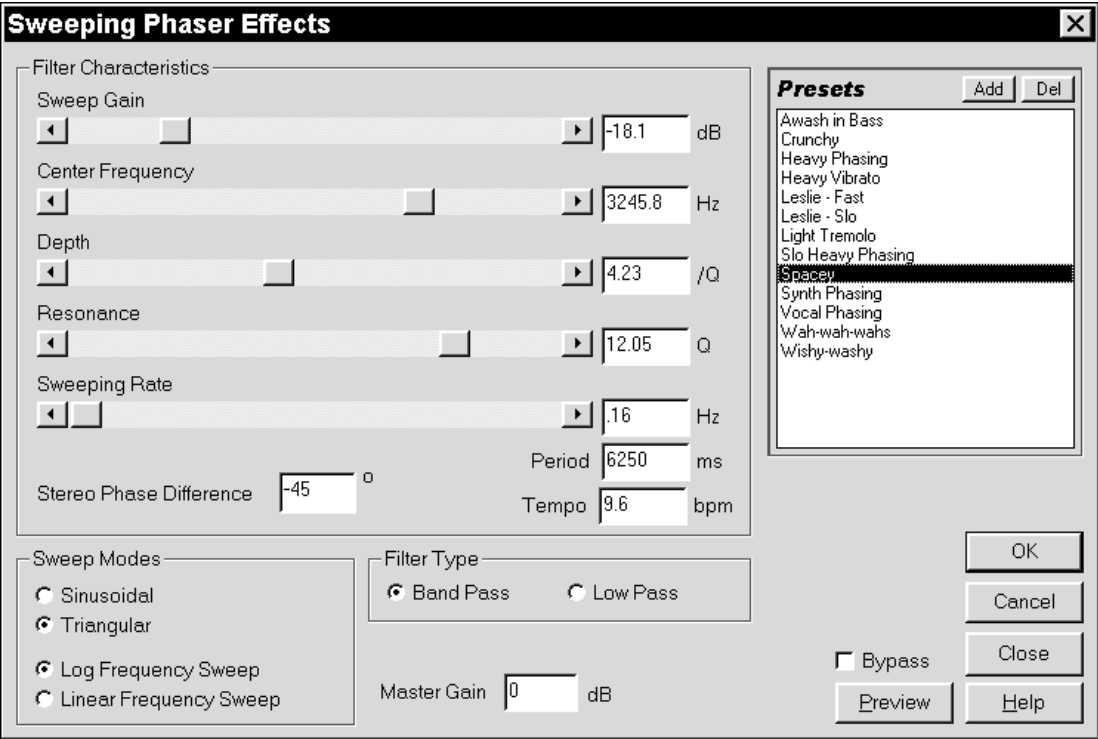 Sweeping Phaser Effects
Filter Characteristics
Sweep Gain
-18.1 dB
Center Frequency
3245.8 Hz
Depth
4.23 /Q
Resonance
12.05 Q
Sweeping Rate
.16 Hz
Period 6250 ms
Stereo Phase Difference -45 o
Tempo 9.6 bpm
Presets Add Del
Awash in Bass
Crunchy
Heavy Phasing
Heavy Vibrato
Leslie - Fast
Leslie - Slo
Light Tremolo
Slo Heavy Phasing
Spacey
Synth Phasing
Vocal Phasing
Wah-wah-wahs
Wishy-washy
Sweep Modes
Sinusoidal
Triangular
Log Frequency Sweep
Linear Frequency Sweep
Filter Type
Band Pass Low Pass
Master Gain 0 dB
OK
Cancel
Bypass Close
Preview Help